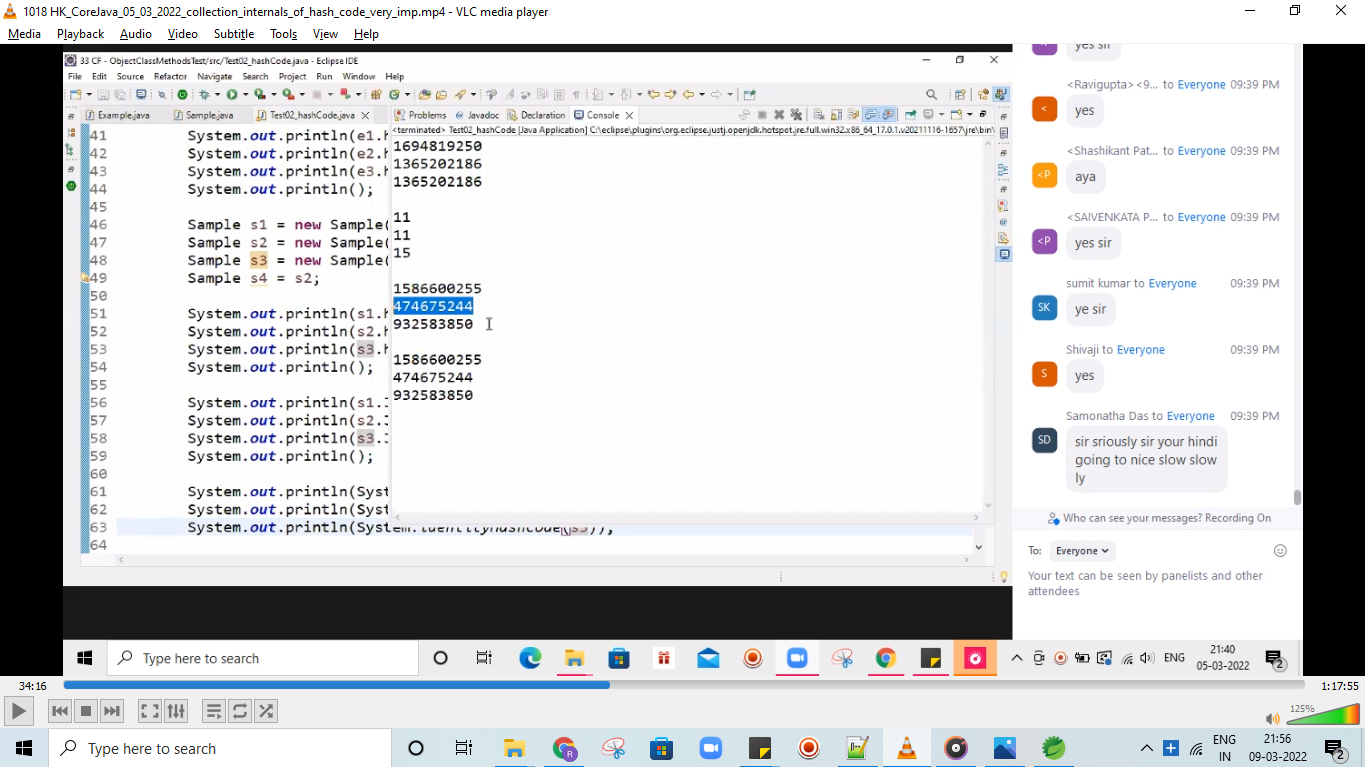 1018 HK_CoreJava_05_03_2022_collection_internals_of_hash_code_very_imp.mp4 - VLC media player
Media Playback Audio Video Subtitle Tools View Help
33 CF - ObjectClassMethodsTest/src/Test02_hashCode.java - Eclipse IDE
File Edit Source Refactor Navigate Search Project Run Window Help
Example.java Sample.java Test02_hashCode.java
41 System.out.println(e1.h
42 System.out.println(e2.h
43 System.out.println(e3.h
44 System.out.println();
45
46 Sample s1 = new Sample(
47 Sample s2 = new Sample(
48 Sample s3 = new Sample(
49 Sample s4 = s2;
50
51 System.out.println(s1.h
52 System.out.println(s2.h
53 System.out.println(s3.h
54 System.out.println();
55
56 System.out.println(s1.
57 System.out.println(s2.
58 System.out.println(s3.
59 System.out.println();
60
61 System.out.println(Syst
62 System.out.println(Syst
63 System.out.println(System.identityHashCode(s3));
64
Problems Javadoc Declaration Console
<terminated> Test02_hashCode [Java Application] C:\eclipse\plugins\org.eclipse.justj.openjdk.hotspot.jre.full.win32.x86_64_17.0.1.v20211116-1657\jre\bin\
1694819250
1365202186
1365202186
11
11
15
1586600255
474675244
932583850
1586600255
474675244
932583850
yes sir
<Ravigupta> <9... to Everyone 09:39 PM
<
yes
<Shashikant Pat... to Everyone 09:39 PM
<P
aya
<SAIVENKATA P... to Everyone 09:39 PM
<P
yes sir
sumit kumar to Everyone 09:39 PM
SK
ye sir
Shivaji to Everyone 09:39 PM
S
yes
Samonatha Das to Everyone 09:39 PM
SD
sir sriously sir your hindi
going to nice slow slow
ly
Who can see your messages? Recording On
To: Everyone
Your text can be seen by panelists and other
attendees
Type here to search
ENG
21:40
05-03-2022
2
34:16
1:17:55
125%
Type here to search
R
ENG
IN
21:56
09-03-2022
2